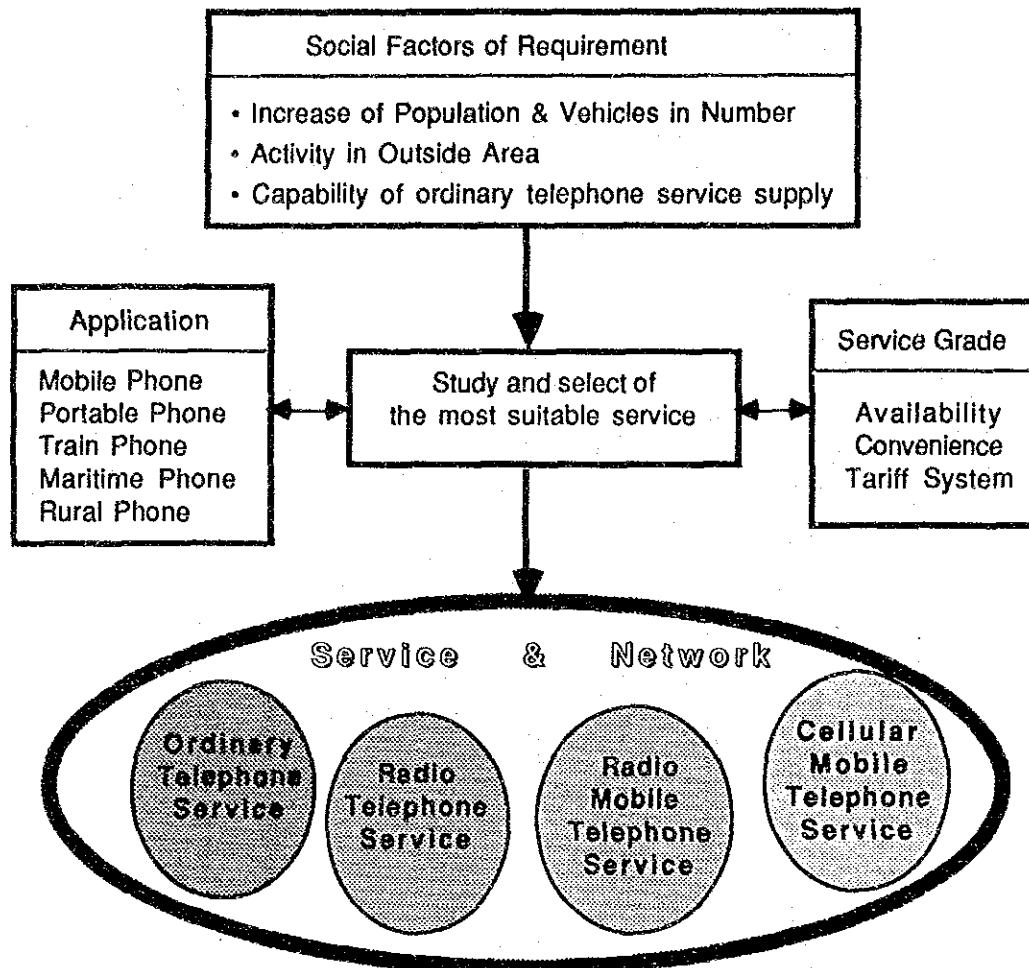 Social Factors of Requirement
• Increase of Population & Vehicles in Number
• Activity in Outside Area
• Capability of ordinary telephone service supply
Application
Mobile Phone
Portable Phone
Train Phone
Maritime Phone
Rural Phone
Study and select of
the most suitable service
Service Grade
Availability
Convenience
Tariff System
Service & Network
Ordinary
Telephone
Service
Radio
Telephone
Service
Radio
Mobile
Telephone
Service
Cellular
Mobile
Telephone
Service